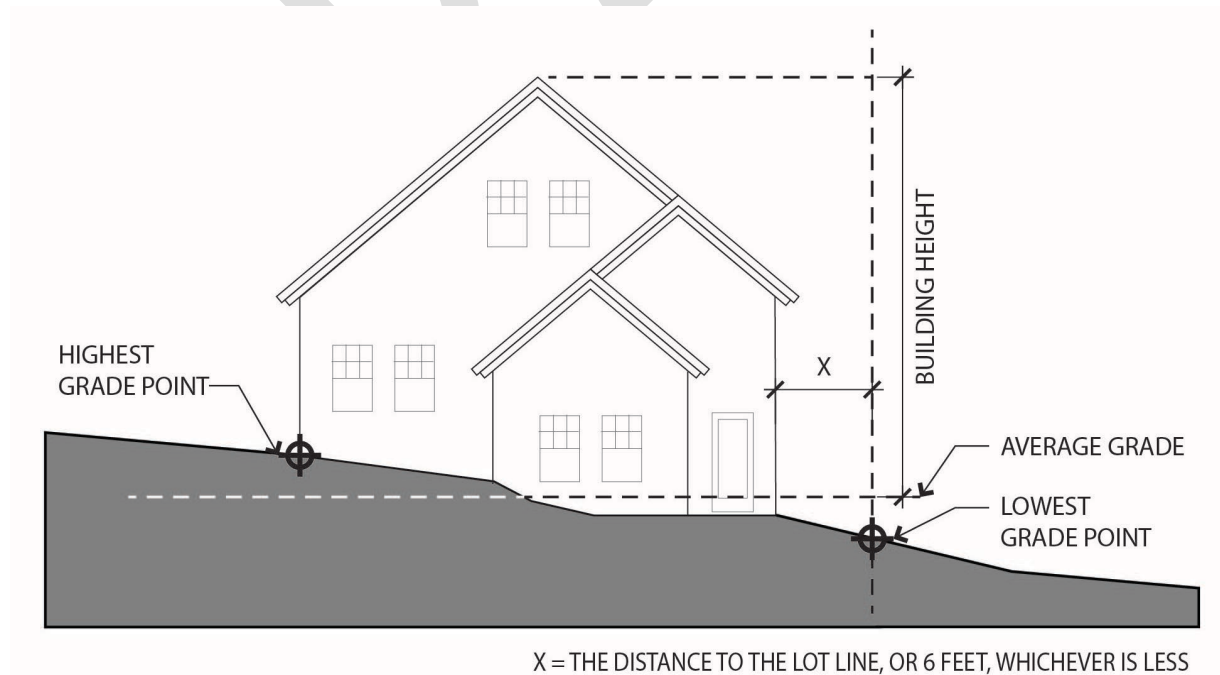 BUILDING HEIGHT
X
HIGHEST
GRADE POINT
AVERAGE GRADE
LOWEST
GRADE POINT
X = THE DISTANCE TO THE LOT LINE, OR 6 FEET, WHICHEVER IS LESS